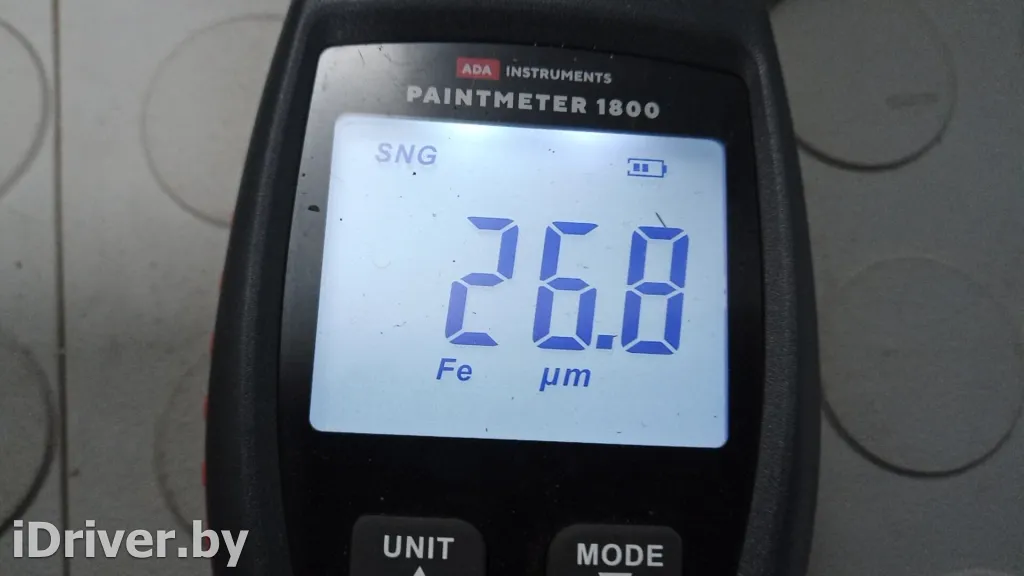 ADA INSTRUMENTS
PAINTMETER 1800
SNG
26.8
Fe µm
UNIT MODE
iDriver.by